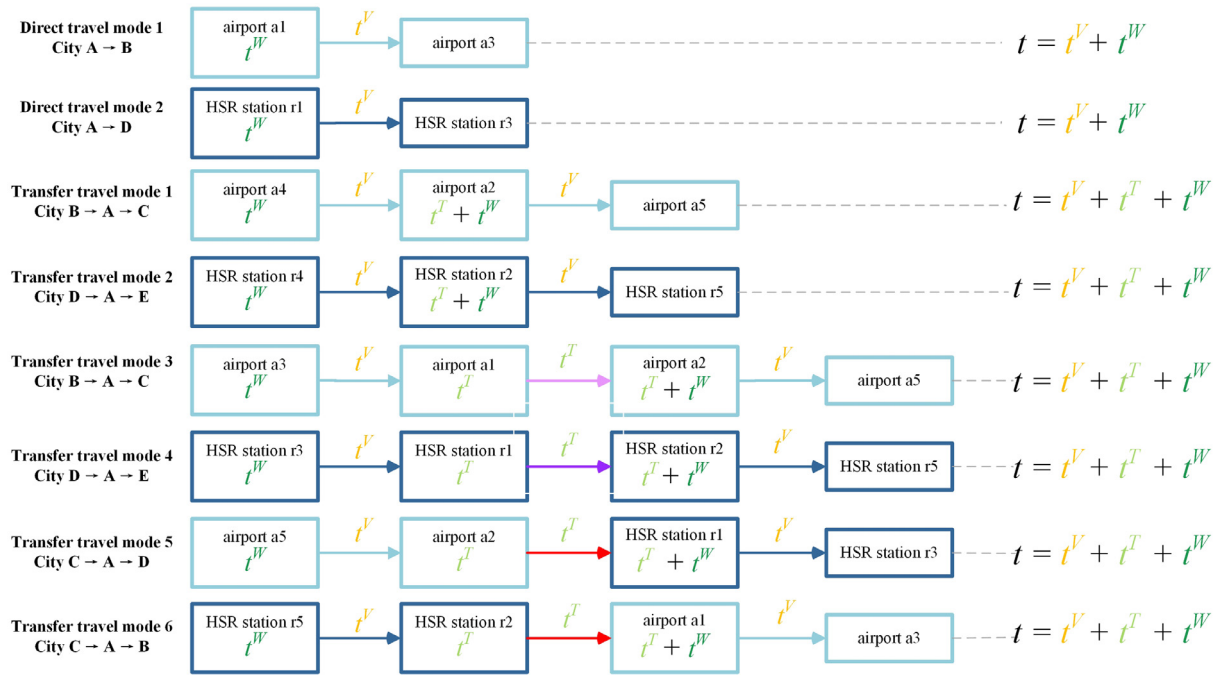 Direct travel mode 1
City A → B
airport a1
t^W
t^V
airport a3
t = t^V + t^W
Direct travel mode 2
City A → D
HSR station r1
t^W
t^V
HSR station r3
t = t^V + t^W
Transfer travel mode 1
City B → A → C
airport a4
t^W
t^V
airport a2
t^T + t^W
t^V
airport a5
t = t^V + t^T + t^W
Transfer travel mode 2
City D → A → E
HSR station r4
t^W
t^V
HSR station r2
t^T + t^W
t^V
HSR station r5
t = t^V + t^T + t^W
Transfer travel mode 3
City B → A → C
airport a3
t^W
t^V
airport a1
t^T
t^T
airport a2
t^T + t^W
t^V
airport a5
t = t^V + t^T + t^W
Transfer travel mode 4
City D → A → E
HSR station r3
t^W
t^V
HSR station r1
t^T
t^T
HSR station r2
t^T + t^W
t^V
HSR station r5
t = t^V + t^T + t^W
Transfer travel mode 5
City C → A → D
airport a5
t^W
t^V
airport a2
t^T
t^T
HSR station r1
t^T + t^W
t^V
HSR station r3
t = t^V + t^T + t^W
Transfer travel mode 6
City C → A → B
HSR station r5
t^W
t^V
HSR station r2
t^T
t^T
airport a1
t^T + t^W
t^V
airport a3
t = t^V + t^T + t^W